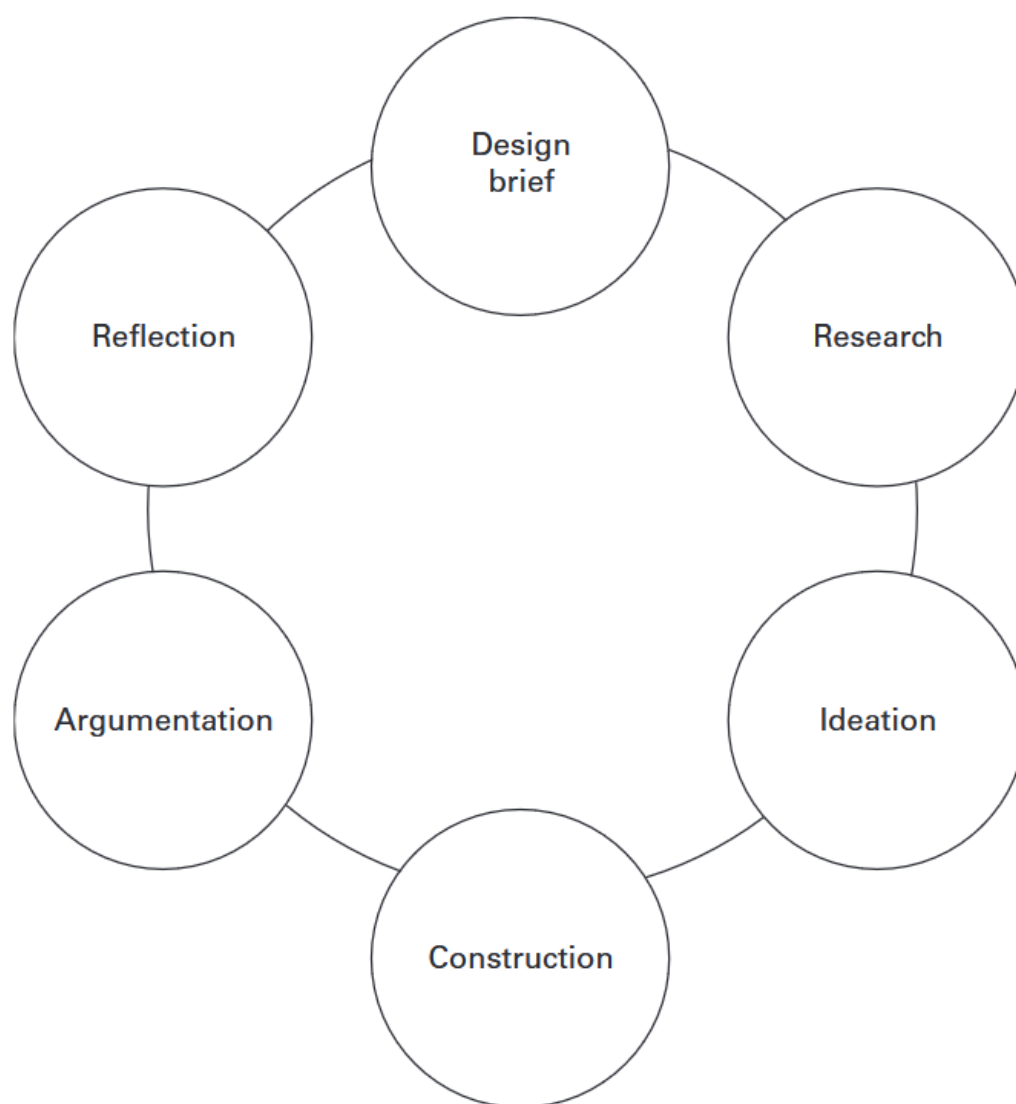 Design
brief
Research
Ideation
Construction
Argumentation
Reflection